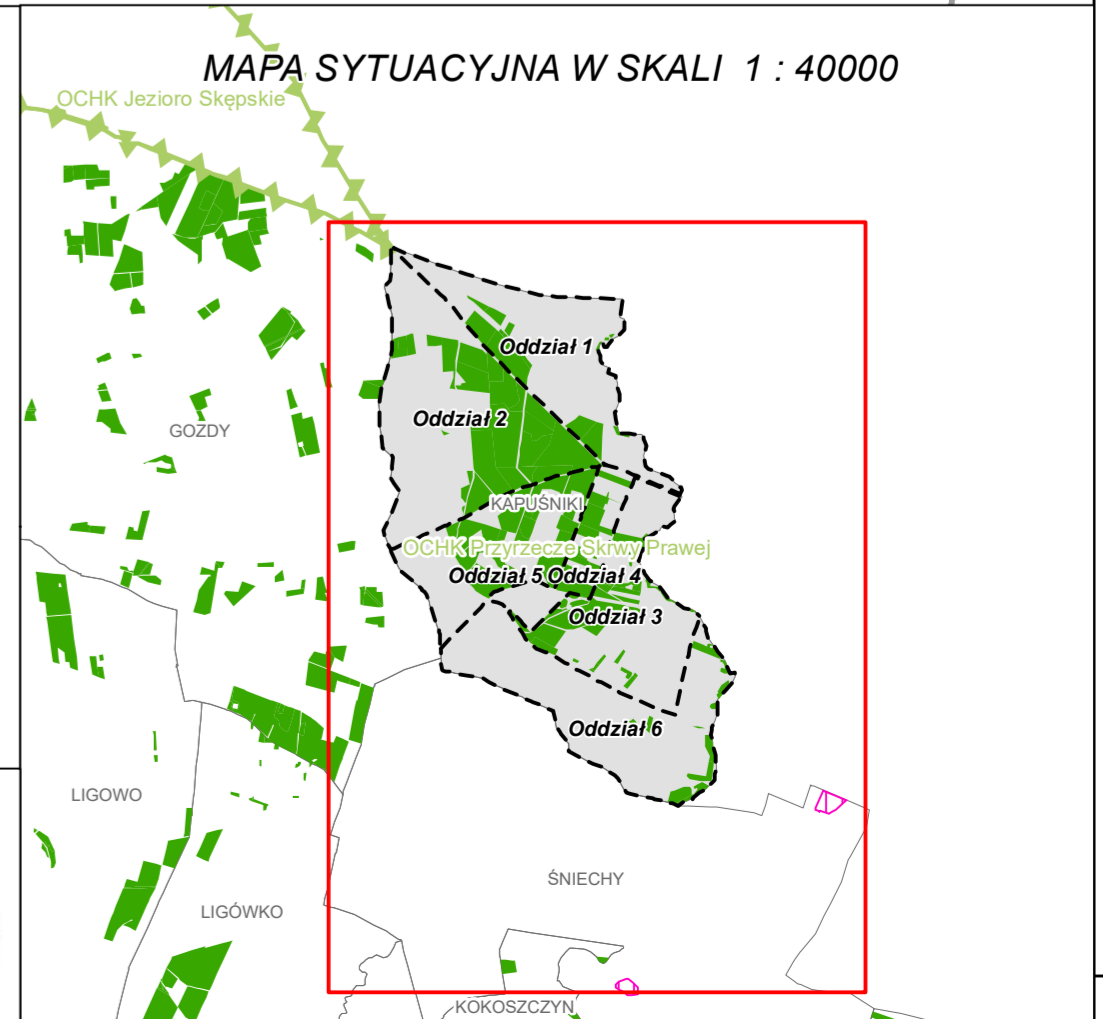 MAPA SYTUACYJNA W SKALI 1 : 40000
OCHK Jezioro Skępskie
Oddział 1
Oddział 2
GOZDY
KAPUŚNIKI
OCHK Przyrzecze Skrwy Prawej
Oddział 5 Oddział 4
Oddział 3
Oddział 6
LIGOWO
ŚNIECHY
LIGÓWKO
KOKOSZCZYN